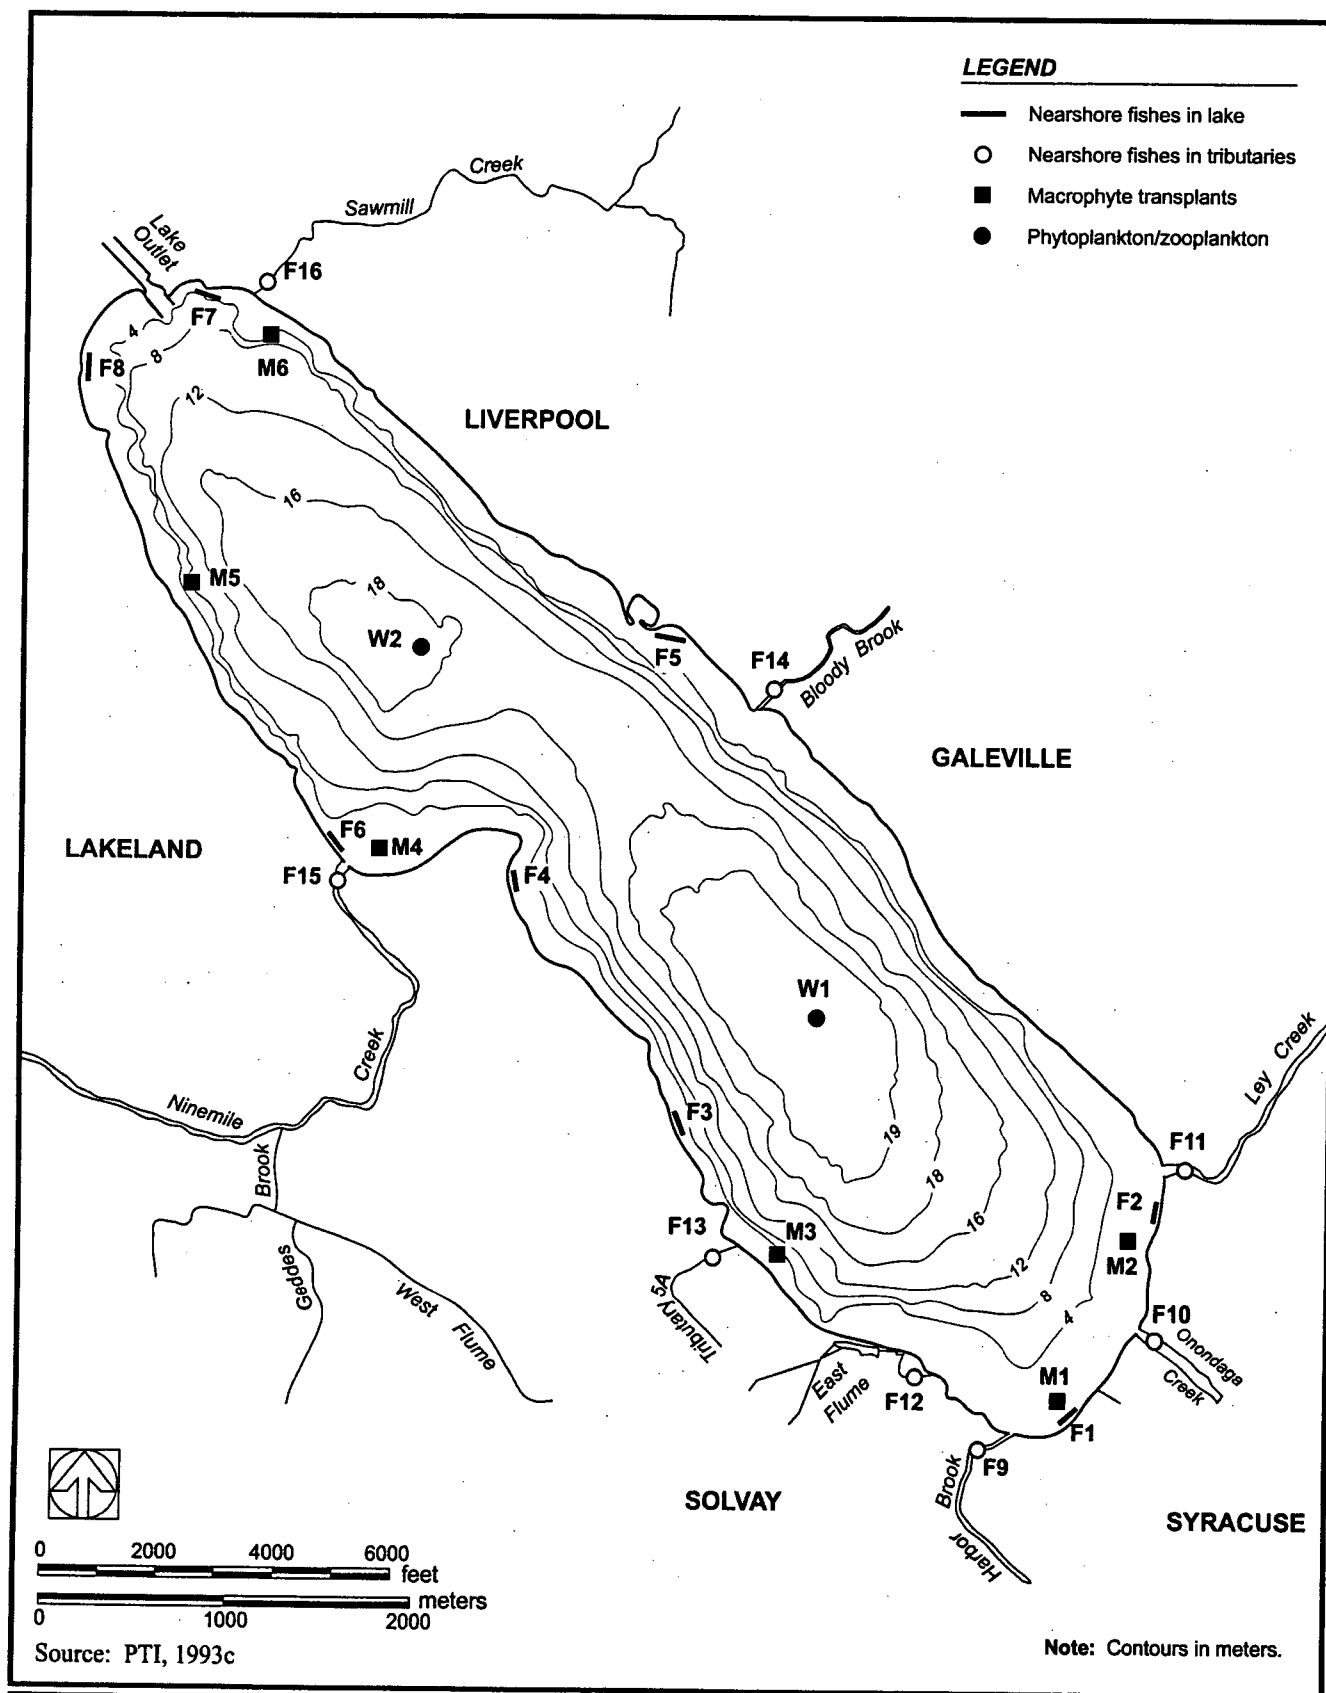 LEGEND
Nearshore fishes in lake
Nearshore fishes in tributaries
Macrophyte transplants
Phytoplankton/zooplankton
Creek
Sawmill
Lake
Outlet
F16
F7
4
8
F8
M6
12
LIVERPOOL
16
M5
18
W2
F5
F14
Bloody Brook
GALEVILLE
F6
LAKELAND
M4
F15
F4
W1
Ley Creek
Creek
Ninemile
F3
19
F11
Brook
18
F2
16
F13
M3
M2
12
Geddes
West
Flume
8
4
Tributary 5A
F10
Onondaga
Creek
M1
East
Flume
F12
F1
F9
Brook
Harbor
SOLVAY
SYRACUSE
0 2000 4000 6000
feet
meters
0 1000 2000
Source: PTI, 1993c
Note: Contours in meters.